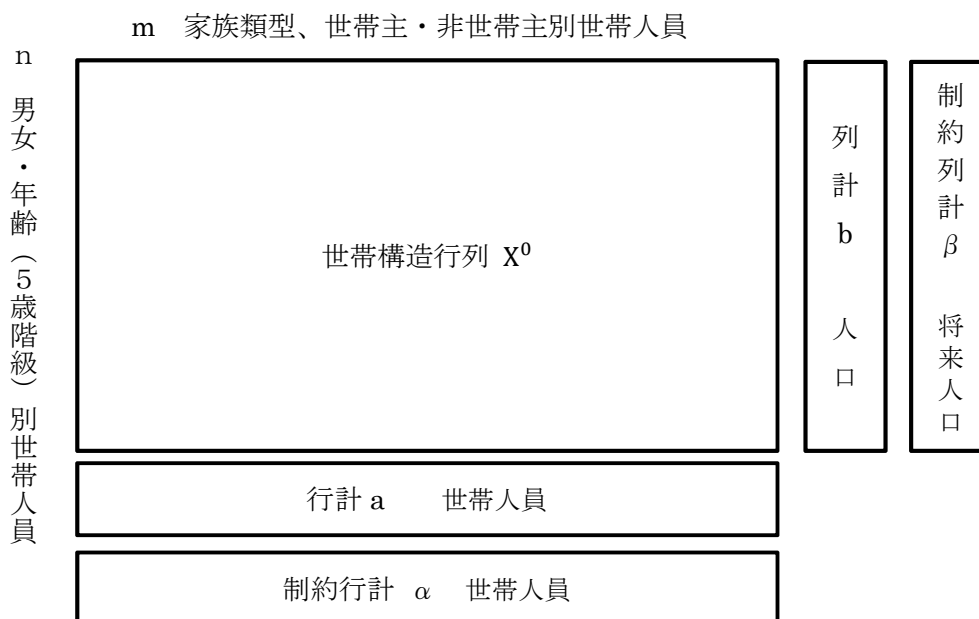 m 家族類型、世帯主・非世帯主別世帯人員
n 男女・年齢（５歳階級）別世帯人員
世帯構造行列 X⁰
列計 b 人口
制約列計 β 将来人口
行計 a 世帯人員
制約行計 α 世帯人員